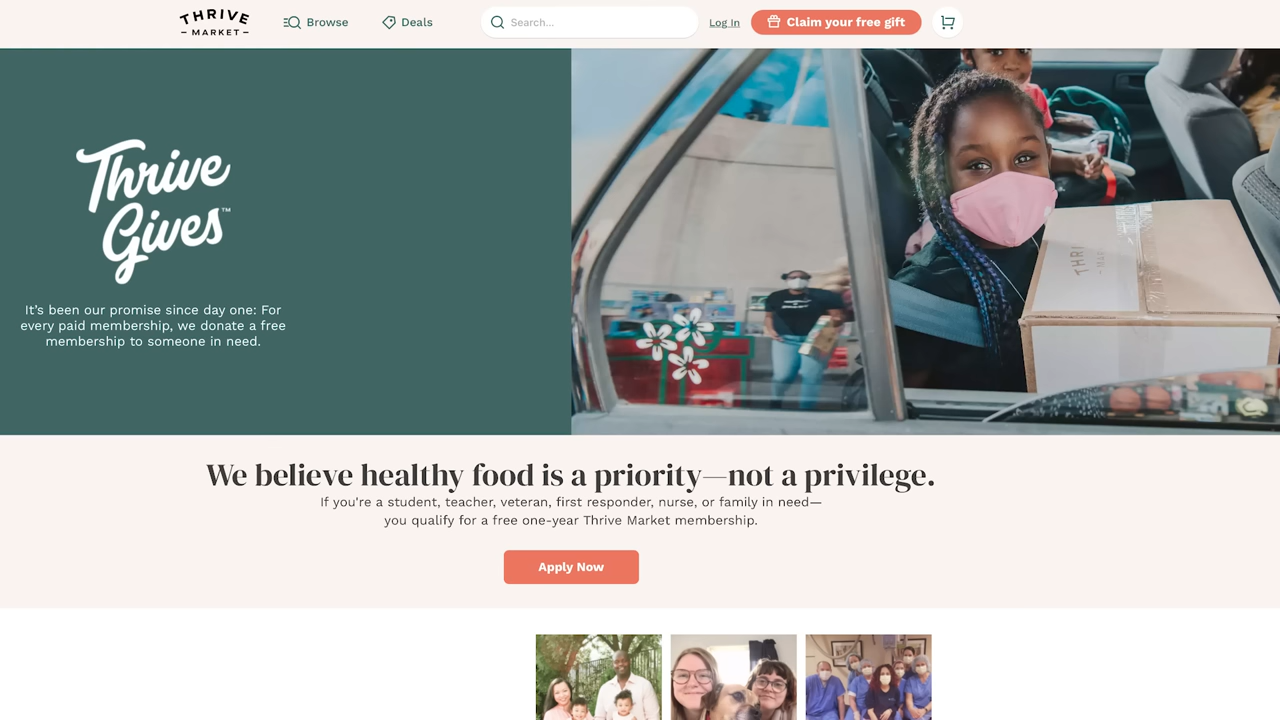 THRIVE
MARKET
Browse
Deals
Search...
Log In
Claim your free gift
Thrive
Gives™
It's been our promise since day one: For
every paid membership, we donate a free
membership to someone in need.
We believe healthy food is a priority—not a privilege.
If you're a student, teacher, veteran, first responder, nurse, or family in need—
you qualify for a free one-year Thrive Market membership.
Apply Now